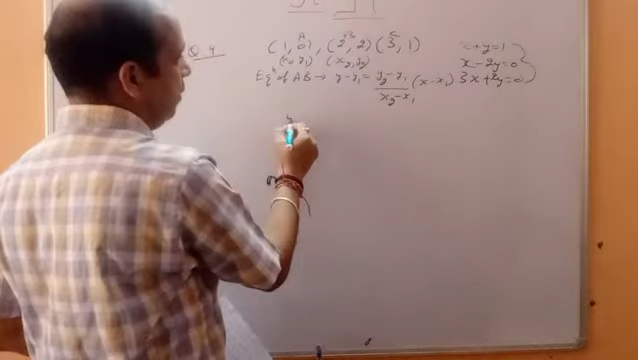 Q. 4
A B C
(1, 0), (2, 2) (3, 1)
(x₁, y₁) (x₂, y₂)
Eqⁿ of AB → y-y₁ = y₂-y₁/x₂-x₁ (x-x₁)
x+y=1
x-2y=0
3x+2y=0